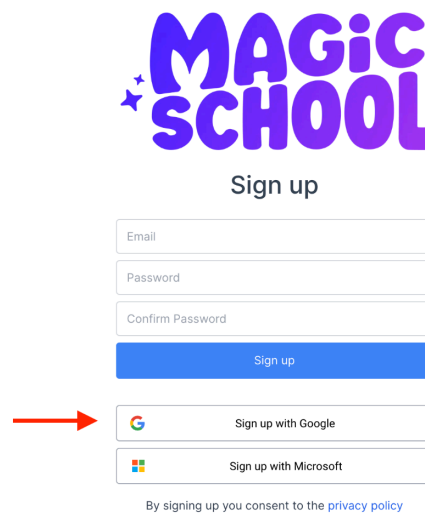 MAGiC
SCHOOL
Sign up
Email
Password
Confirm Password
Sign up
Sign up with Google
Sign up with Microsoft
By signing up you consent to the privacy policy